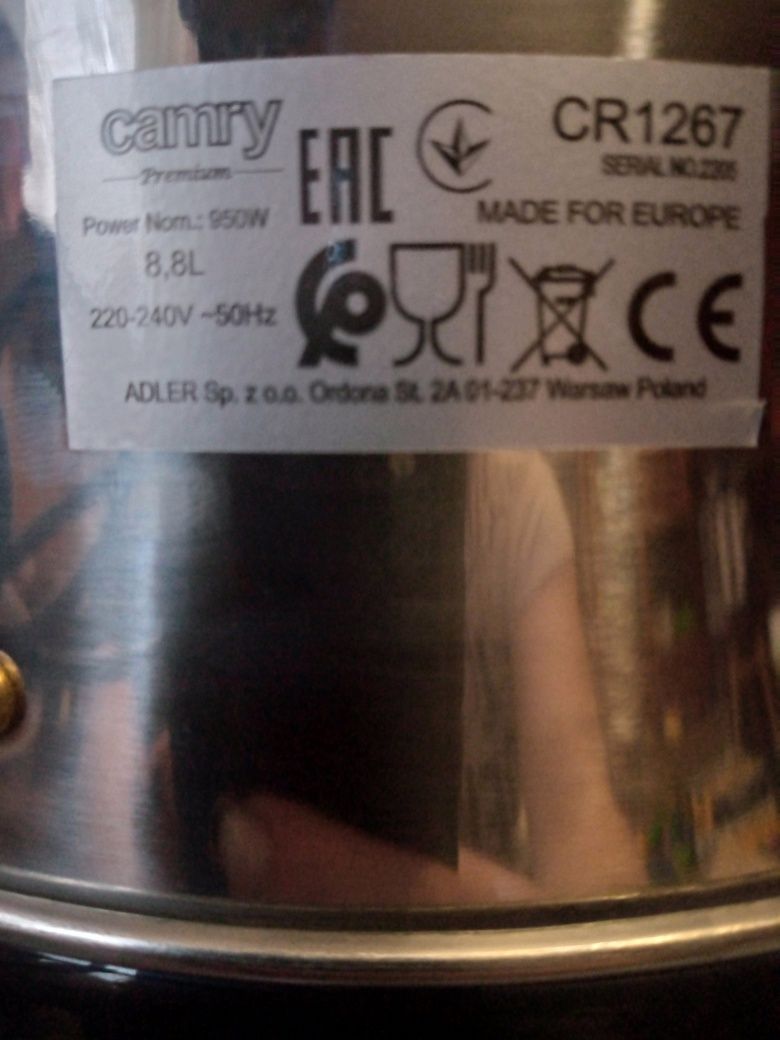 camry
Premium
Power Nom.: 950W
8,8L
220-240V ~50Hz
EAC
CR1267
SERIAL NO.2205
MADE FOR EUROPE
CE
ADLER Sp. z o.o. Ordona St. 2A 01-237 Warsaw Poland